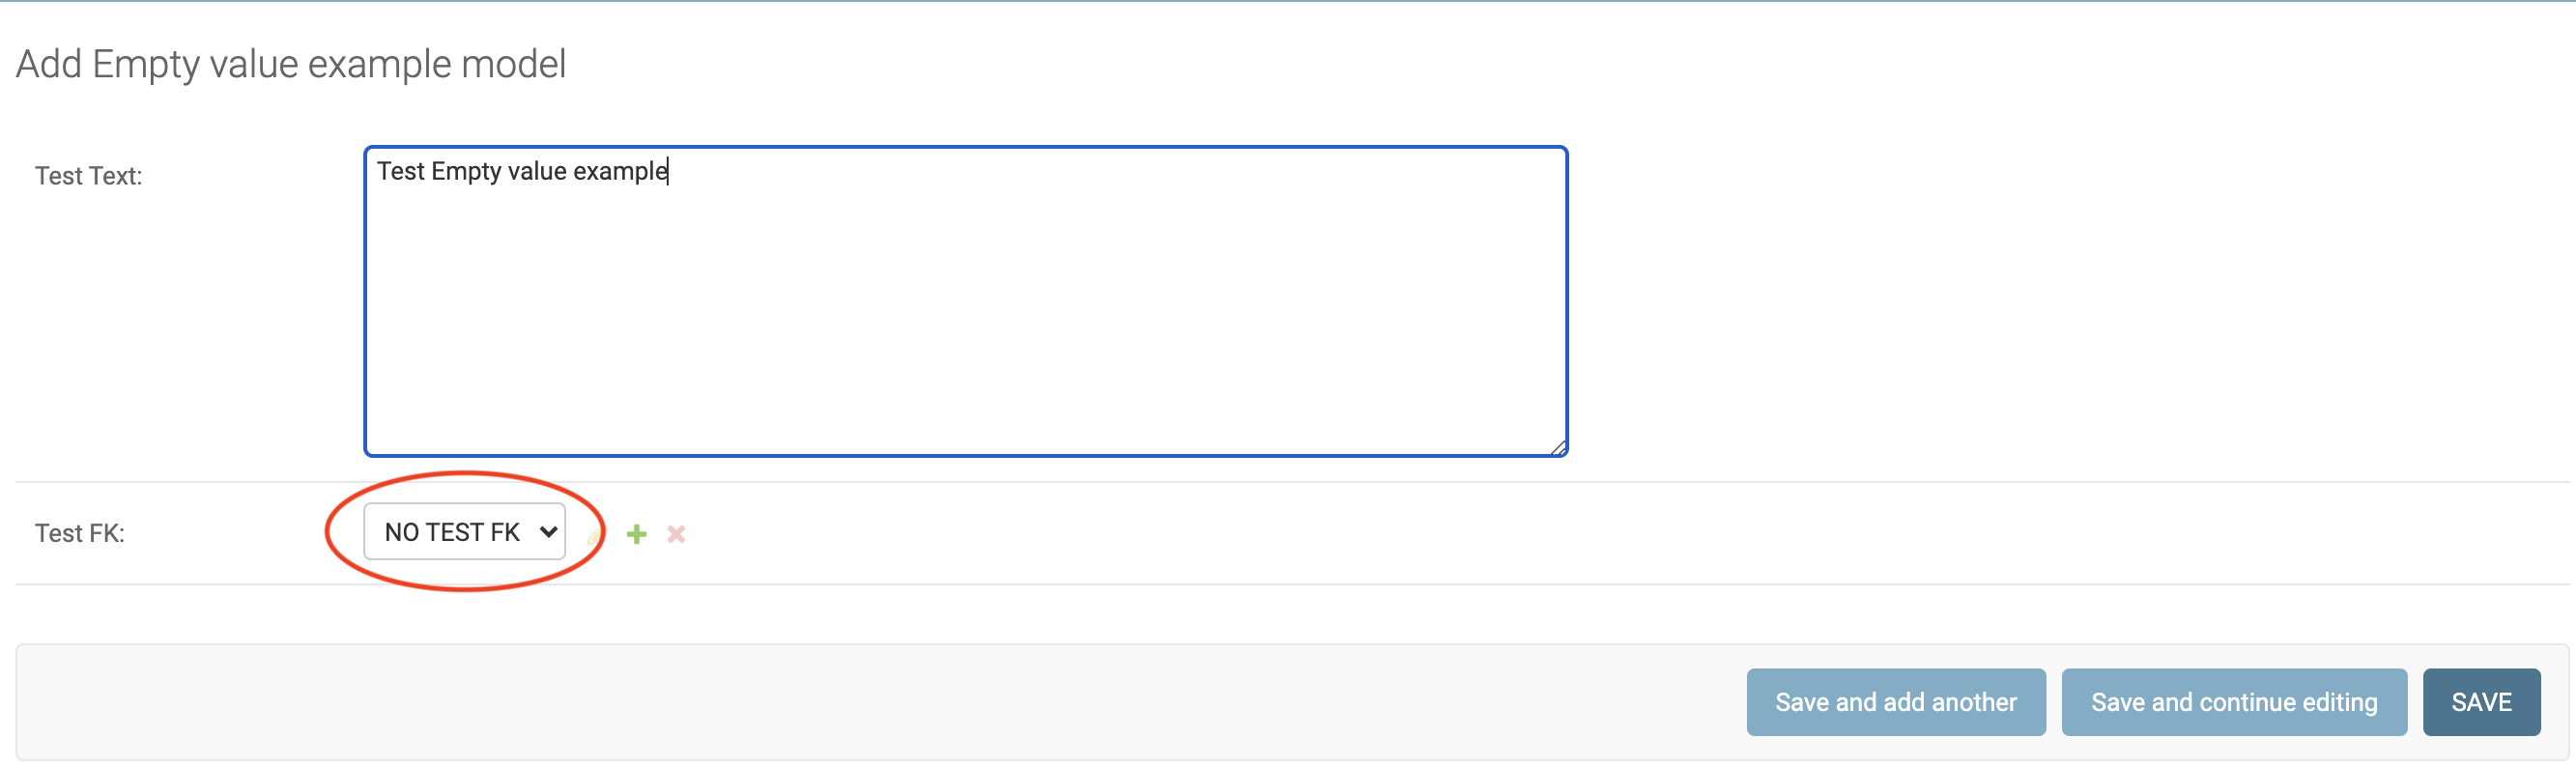 Add Empty value example model
Test Text:
Test Empty value example
Test FK:
NO TEST FK
Save and add another
Save and continue editing
SAVE